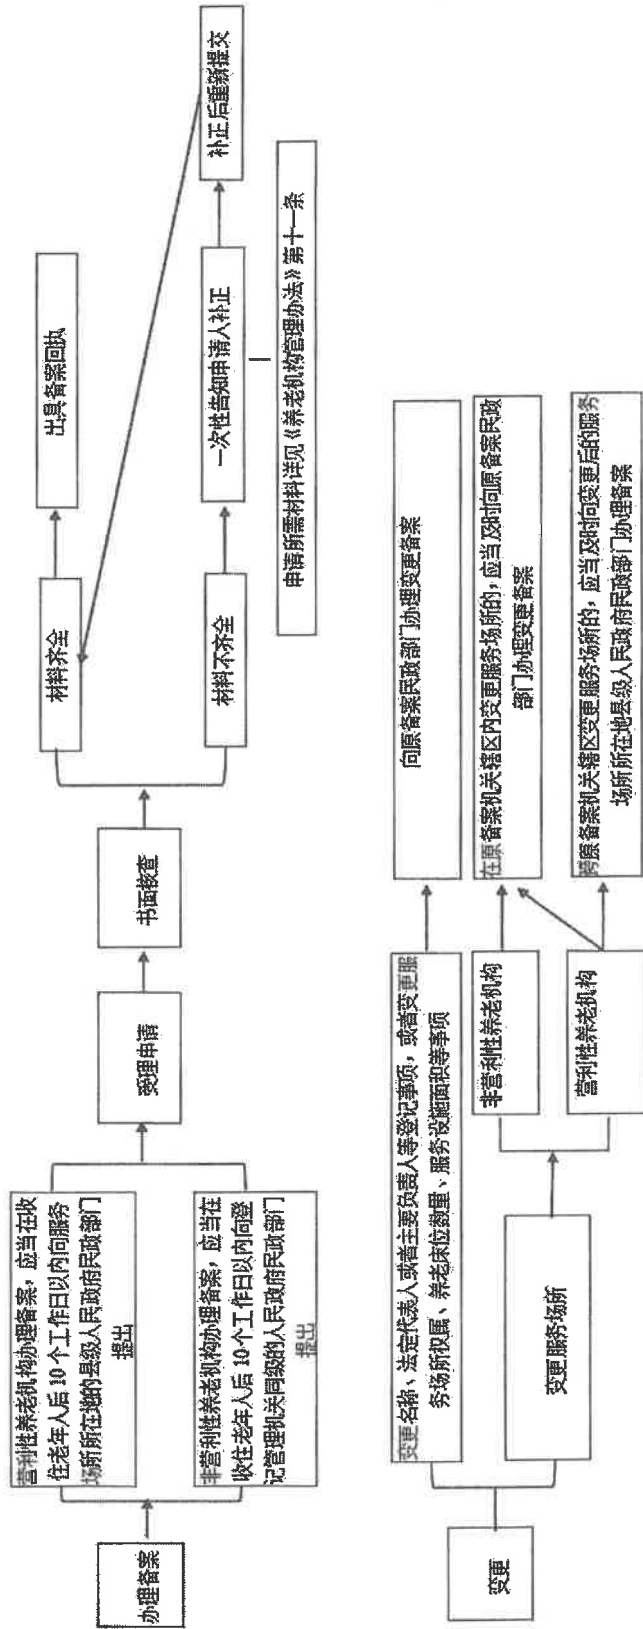 办理备案
营利性养老机构办理备案，应当在收
住老年人后 10 个工作日以内向服务
场所所在地的县级人民政府民政部门
提出
非营利性养老机构办理备案，应当在
收住老年人后 10 个工作日以内向登
记管理机关同级的人民政府民政部门
提出
受理申请
书面核查
材料齐全
出具备案回执
材料不齐全
一次性告知申请人补正
补正后重新提交
申请所需材料详见《养老机构管理办法》第十一条
变更
变更名称、法定代表人或者主要负责人等登记事项，或者变更服
务场所权属、养老床位数量、服务设施面积等事项
向原备案民政部门办理变更备案
变更服务场所
非营利性养老机构
在原备案机关辖区内变更服务场所的，应当及时向原备案民政
部门办理变更备案
营利性养老机构
跨原备案机关辖区变更服务场所的，应当及时向变更后的服务
场所所在地县级人民政府民政部门办理备案